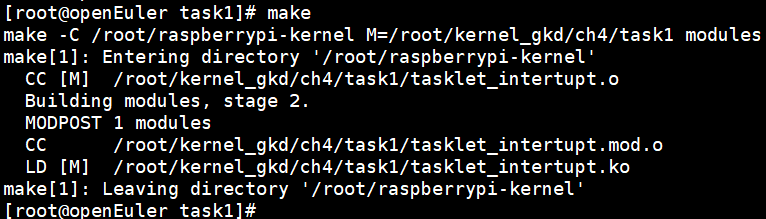 [root@openEuler task1]# make
make -C /root/raspberrypi-kernel M=/root/kernel_gkd/ch4/task1 modules
make[1]: Entering directory '/root/raspberrypi-kernel'
  CC [M]  /root/kernel_gkd/ch4/task1/tasklet_intertupt.o
  Building modules, stage 2.
  MODPOST 1 modules
  CC      /root/kernel_gkd/ch4/task1/tasklet_intertupt.mod.o
  LD [M]  /root/kernel_gkd/ch4/task1/tasklet_intertupt.ko
make[1]: Leaving directory '/root/raspberrypi-kernel'
[root@openEuler task1]#